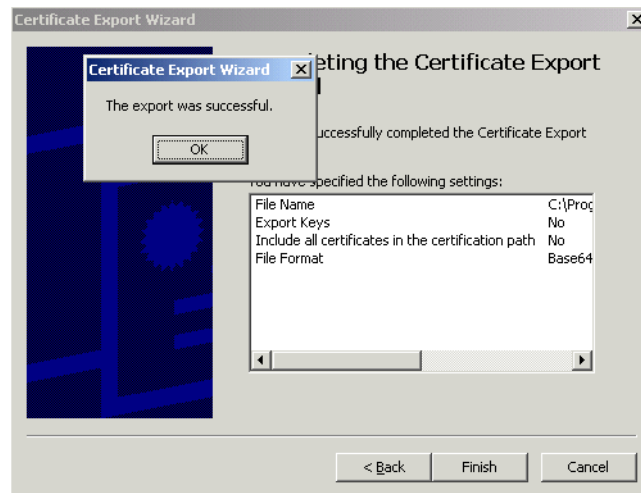 Certificate Export Wizard
eting the Certificate Export
Certificate Export Wizard
The export was successful.
OK
uccessfully completed the Certificate Export
You have specified the following settings:
File Name C:\Prog
Export Keys No
Include all certificates in the certification path No
File Format Base64
< Back Finish Cancel